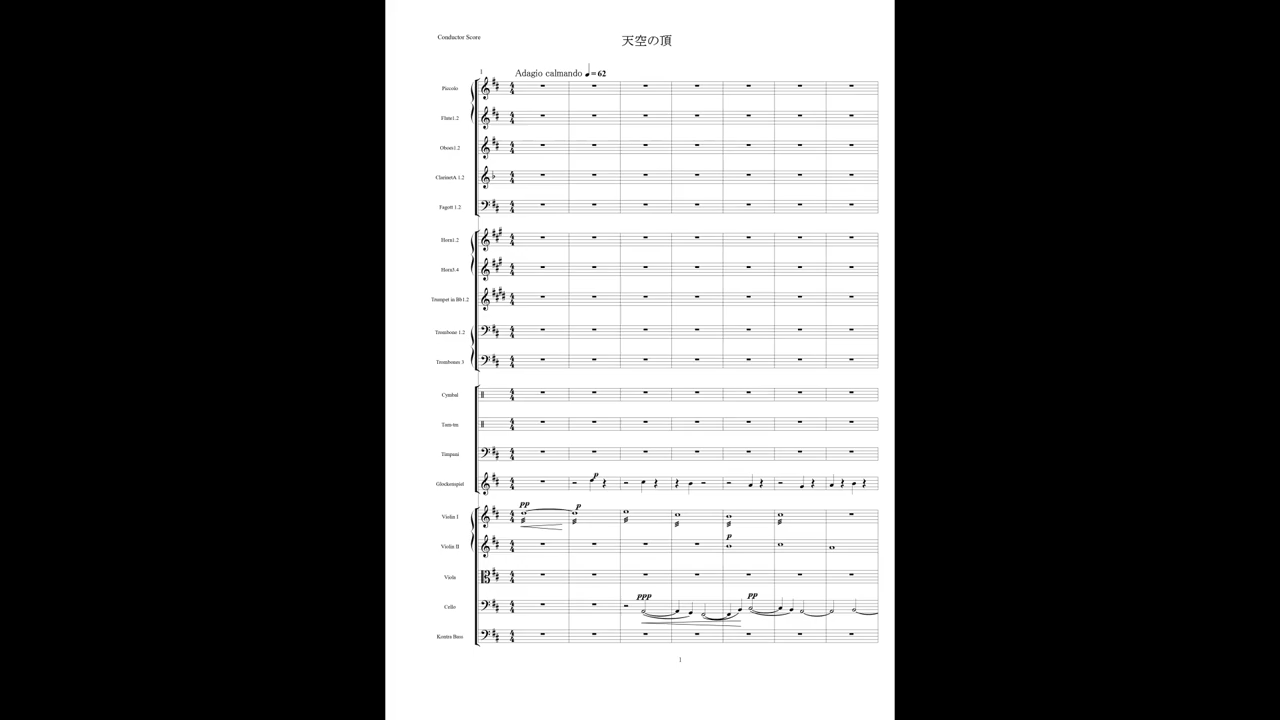 Conductor Score
天空の頂
1
Adagio calmando ♩=62
Piccolo
Flute1.2
Oboes1.2
ClarinetA 1.2
Fagott 1.2
Horn1.2
Horn3.4
Trumpet in Bb1.2
Trombone 1.2
Trombones 3
Cymbal
Tam-tm
Timpani
Glockenspiel
p
pp
p
Violin I
p
Violin II
Viola
ppp
pp
Cello
Kontra Bass
1